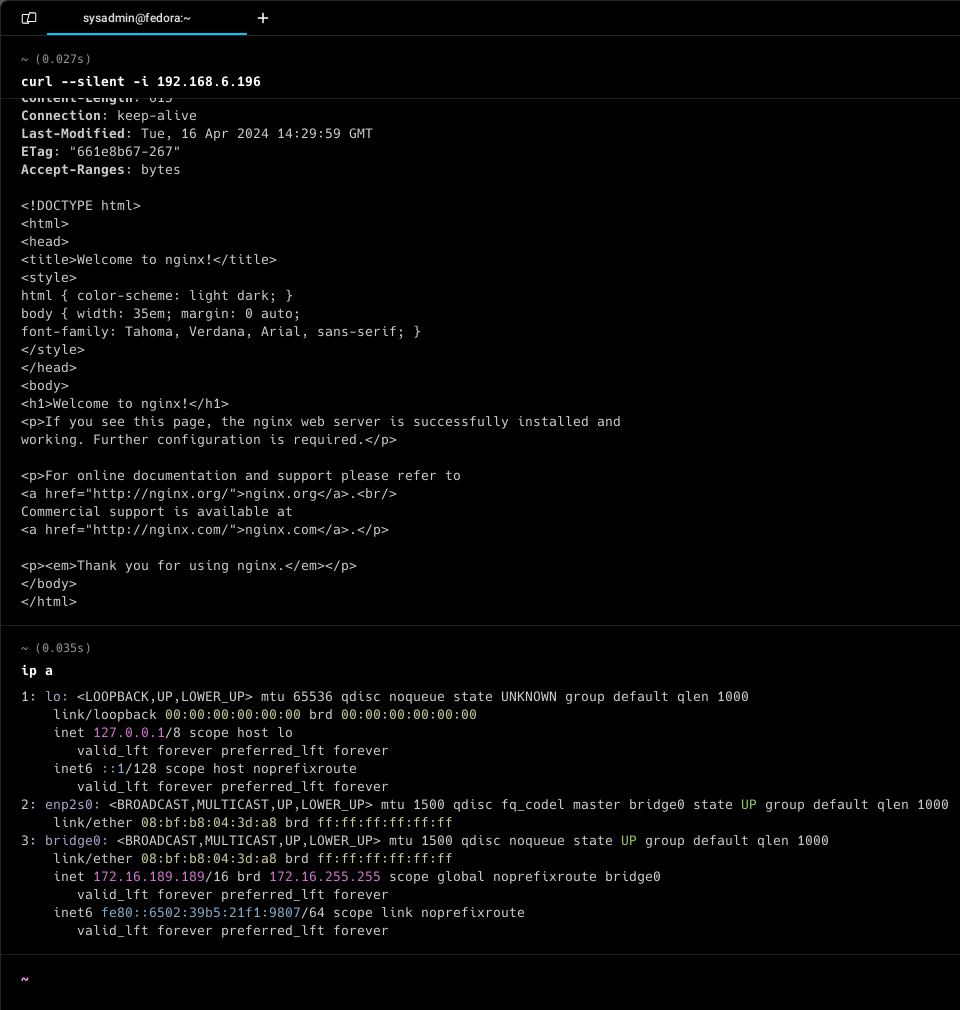 sysadmin@fedora:~ +
~ (0.027s)
curl --silent -i 192.168.6.196
Content-Length: 615
Connection: keep-alive
Last-Modified: Tue, 16 Apr 2024 14:29:59 GMT
ETag: "661e8b67-267"
Accept-Ranges: bytes
<!DOCTYPE html>
<html>
<head>
<title>Welcome to nginx!</title>
<style>
html { color-scheme: light dark; }
body { width: 35em; margin: 0 auto;
font-family: Tahoma, Verdana, Arial, sans-serif; }
</style>
</head>
<body>
<h1>Welcome to nginx!</h1>
<p>If you see this page, the nginx web server is successfully installed and
working. Further configuration is required.</p>
<p>For online documentation and support please refer to
<a href="http://nginx.org/">nginx.org</a>.<br/>
Commercial support is available at
<a href="http://nginx.com/">nginx.com</a>.</p>
<p><em>Thank you for using nginx.</em></p>
</body>
</html>
~ (0.035s)
ip a
1: lo: <LOOPBACK,UP,LOWER_UP> mtu 65536 qdisc noqueue state UNKNOWN group default qlen 1000
    link/loopback 00:00:00:00:00:00 brd 00:00:00:00:00:00
    inet 127.0.0.1/8 scope host lo
       valid_lft forever preferred_lft forever
    inet6 ::1/128 scope host noprefixroute
       valid_lft forever preferred_lft forever
2: enp2s0: <BROADCAST,MULTICAST,UP,LOWER_UP> mtu 1500 qdisc fq_codel master bridge0 state UP group default qlen 1000
    link/ether 08:bf:b8:04:3d:a8 brd ff:ff:ff:ff:ff:ff
3: bridge0: <BROADCAST,MULTICAST,UP,LOWER_UP> mtu 1500 qdisc noqueue state UP group default qlen 1000
    link/ether 08:bf:b8:04:3d:a8 brd ff:ff:ff:ff:ff:ff
    inet 172.16.189.189/16 brd 172.16.255.255 scope global noprefixroute bridge0
       valid_lft forever preferred_lft forever
    inet6 fe80::6502:39b5:21f1:9807/64 scope link noprefixroute
       valid_lft forever preferred_lft forever
~